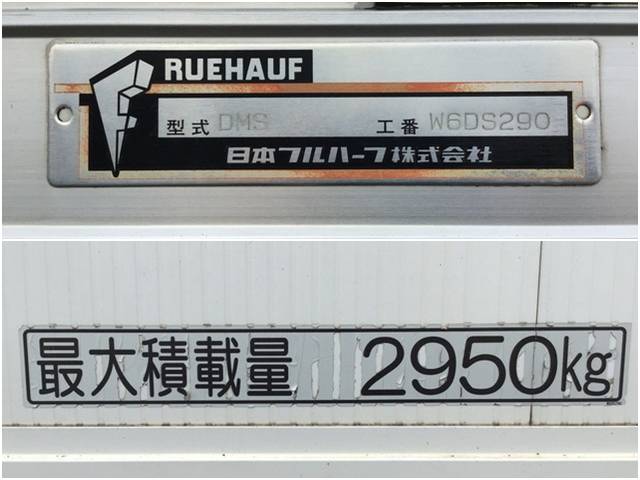 FRUEHAUF
型式 DMS 工番 W6DS290
日本フルハーフ株式会社
最大積載量 2950kg